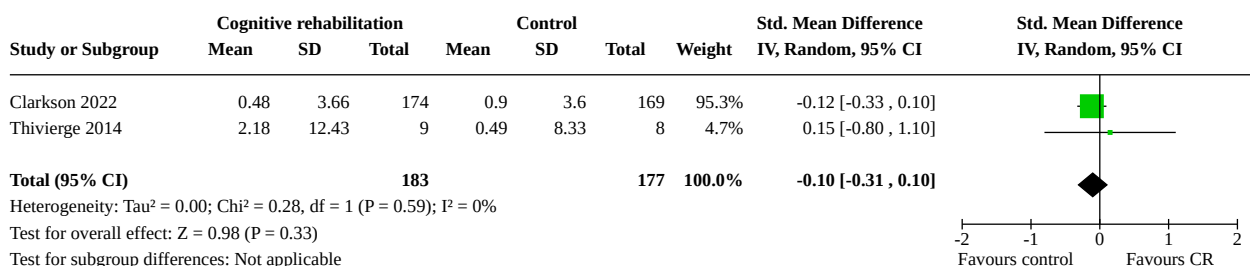 Cognitive rehabilitation Control Std. Mean Difference Std. Mean Difference
Study or Subgroup Mean SD Total Mean SD Total Weight IV, Random, 95% CI IV, Random, 95% CI
Clarkson 2022 0.48 3.66 174 0.9 3.6 169 95.3% -0.12 [-0.33 , 0.10]
Thivierge 2014 2.18 12.43 9 0.49 8.33 8 4.7% 0.15 [-0.80 , 1.10]
Total (95% CI) 183 177 100.0% -0.10 [-0.31 , 0.10]
Heterogeneity: Tau² = 0.00; Chi² = 0.28, df = 1 (P = 0.59); I² = 0%
Test for overall effect: Z = 0.98 (P = 0.33)
-2 -1 0 1 2
Test for subgroup differences: Not applicable Favours control Favours CR